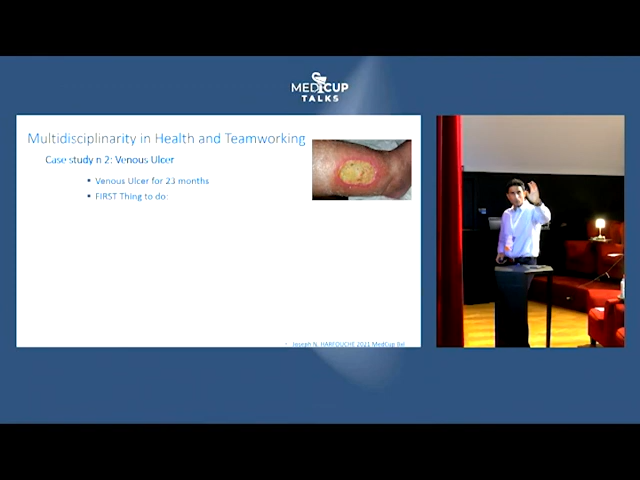 MEDCUP
TALKS
Multidisciplinarity in Health and Teamworking
Case study n 2: Venous Ulcer
Venous Ulcer for 23 months
FIRST Thing to do:
Joseph N. HARFOUCHE 2021 MedCup